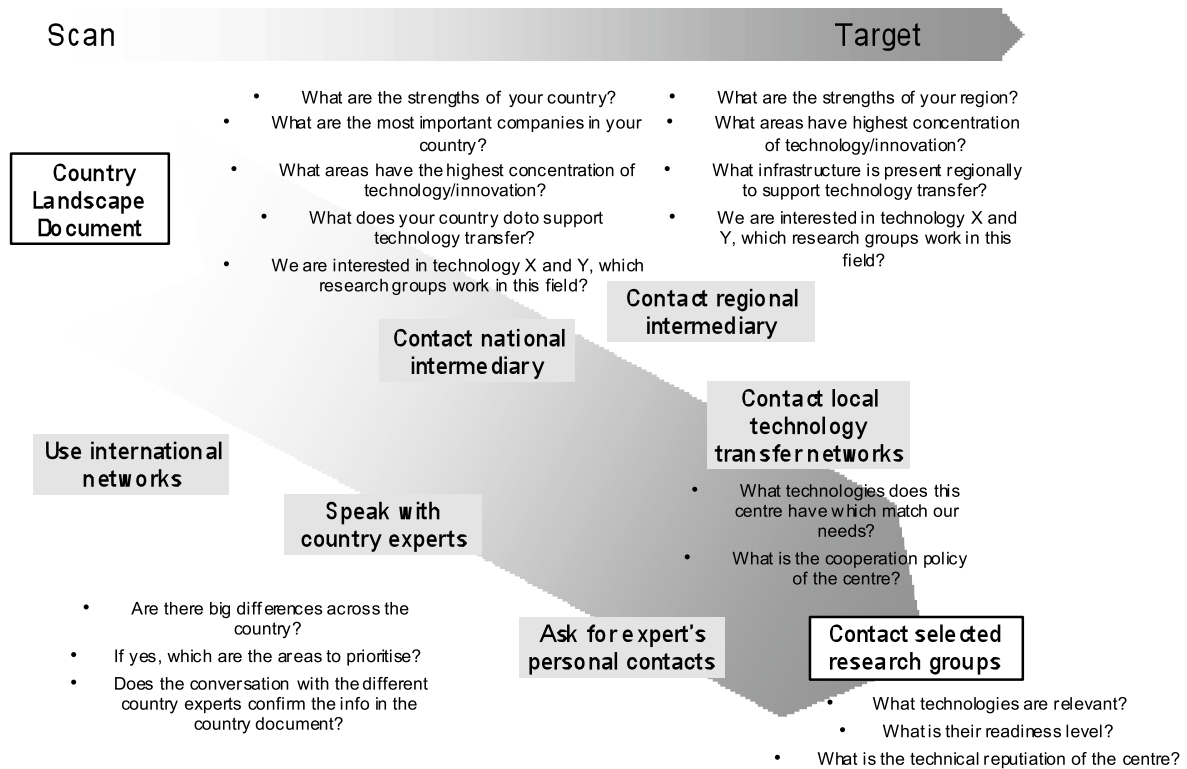 Scan
Target
• What are the strengths of your country?
• What are the most important companies in your
country?
• What areas have the highest concentration of
technology/innovation?
• What does your country do to support
technology transfer?
• We are interested in technology X and Y, which
research groups work in this field?
• What are the strengths of your region?
• What areas have highest concentration
of technology/innovation?
• What infrastructure is present regionally
to support technology transfer?
• We are interested in technology X and
Y, which research groups work in this
field?
Country
Landscape
Document
Contact regional
intermediary
Contact national
intermediary
Contact local
technology
transfer networks
Use international
networks
Speak with
country experts
• What technologies does this
centre have which match our
needs?
• What is the cooperation policy
of the centre?
• Are there big differences across the
country?
• If yes, which are the areas to prioritise?
• Does the conversation with the different
country experts confirm the info in the
country document?
Ask for expert's
personal contacts
Contact selected
research groups
• What technologies are relevant?
• What is their readiness level?
• What is the technical reputiation of the centre?